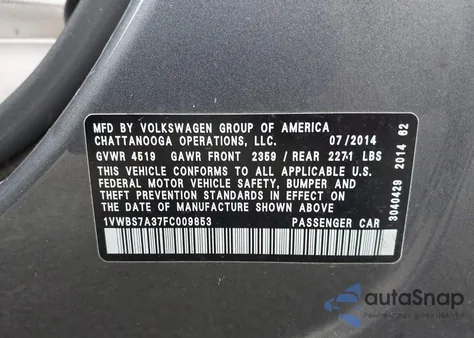 MFD BY VOLKSWAGEN GROUP OF AMERICA
CHATTANOOGA OPERATIONS, LLC. 07/2014
GVWR 4519 GAWR FRONT 2359 / REAR 2271 LBS
THIS VEHICLE CONFORMS TO ALL APPLICABLE U.S.
FEDERAL MOTOR VEHICLE SAFETY, BUMPER AND
THEFT PREVENTION STANDARDS IN EFFECT ON THE
DATE OF MANUFACTURE SHOWN ABOVE
1VWBS7A37FC009853 PASSENGER CAR
3040429 2014 62
autoSnap